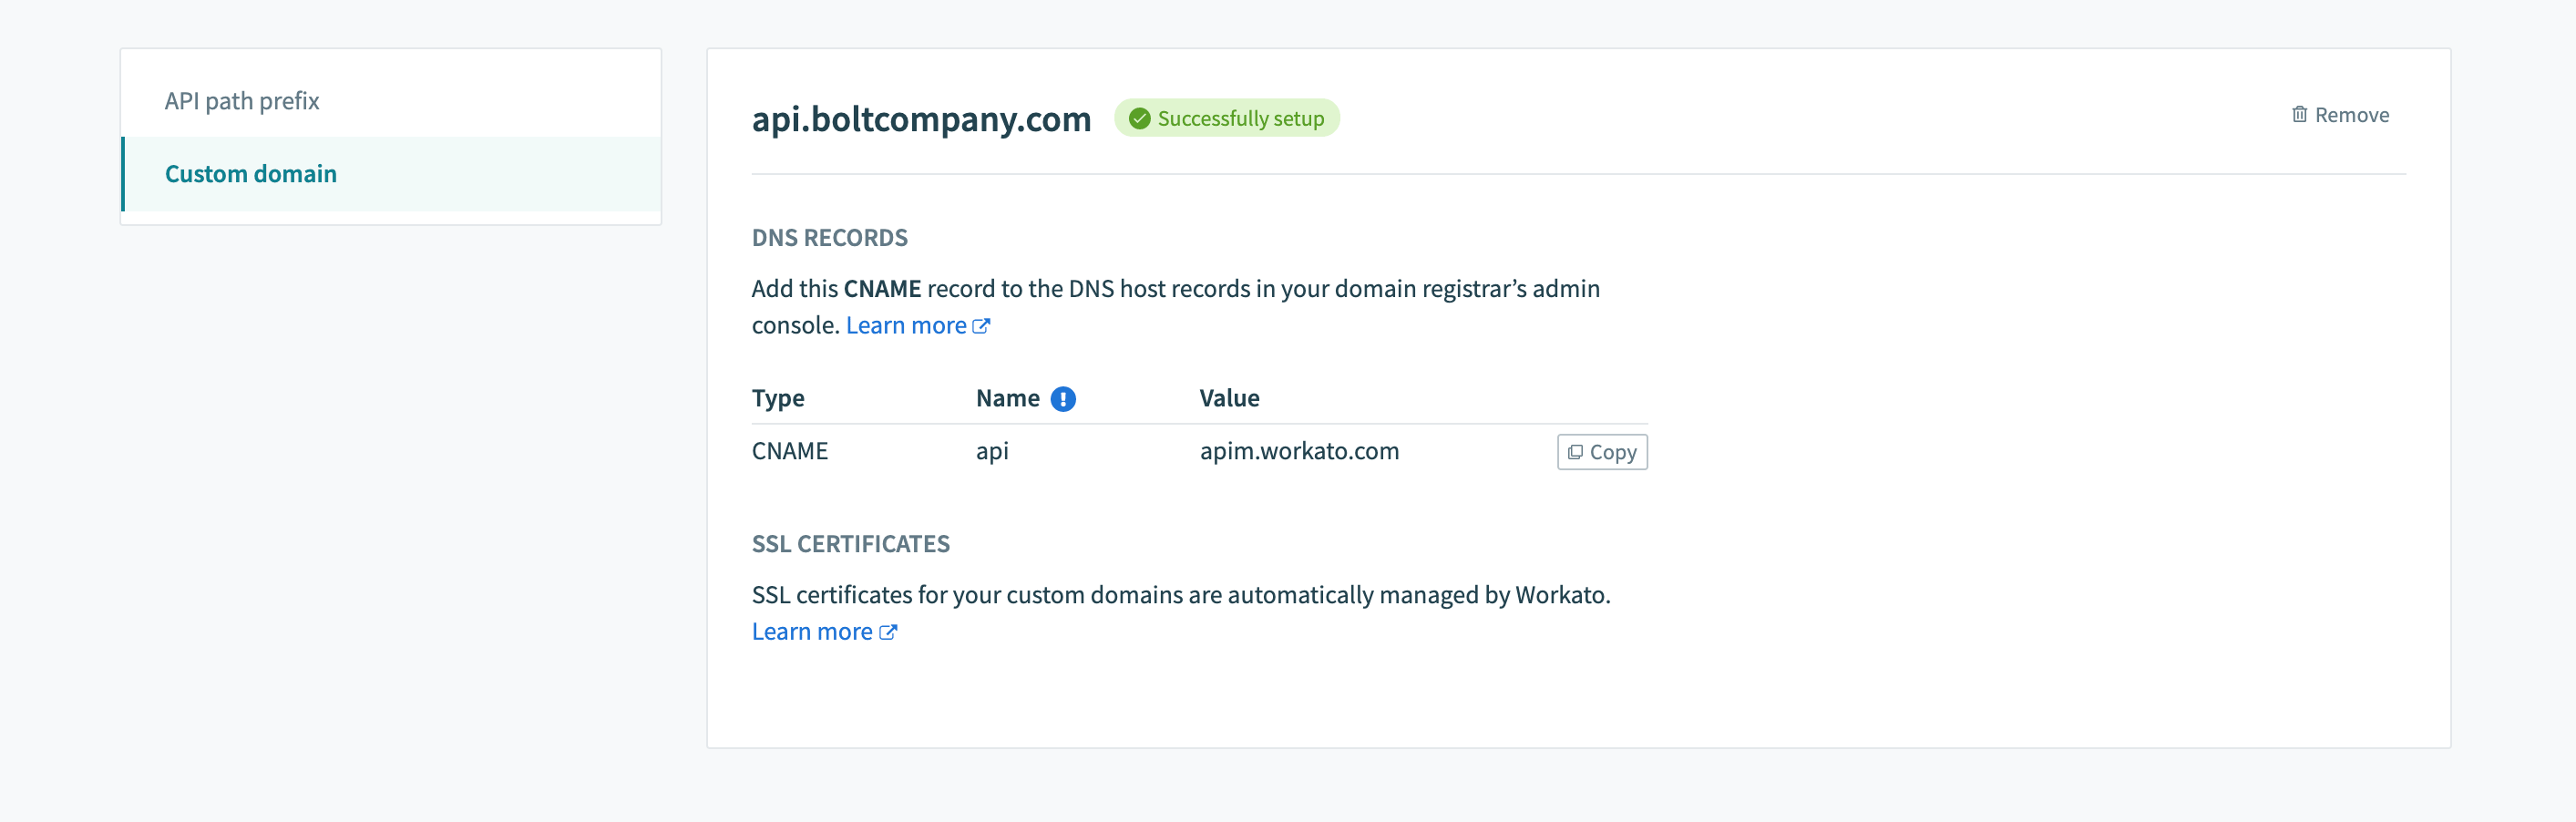 API path prefix
Custom domain
api.boltcompany.com Successfully setup
Remove
DNS RECORDS
Add this CNAME record to the DNS host records in your domain registrar’s admin
console. Learn more
Type Name Value
CNAME api apim.workato.com Copy
SSL CERTIFICATES
SSL certificates for your custom domains are automatically managed by Workato.
Learn more